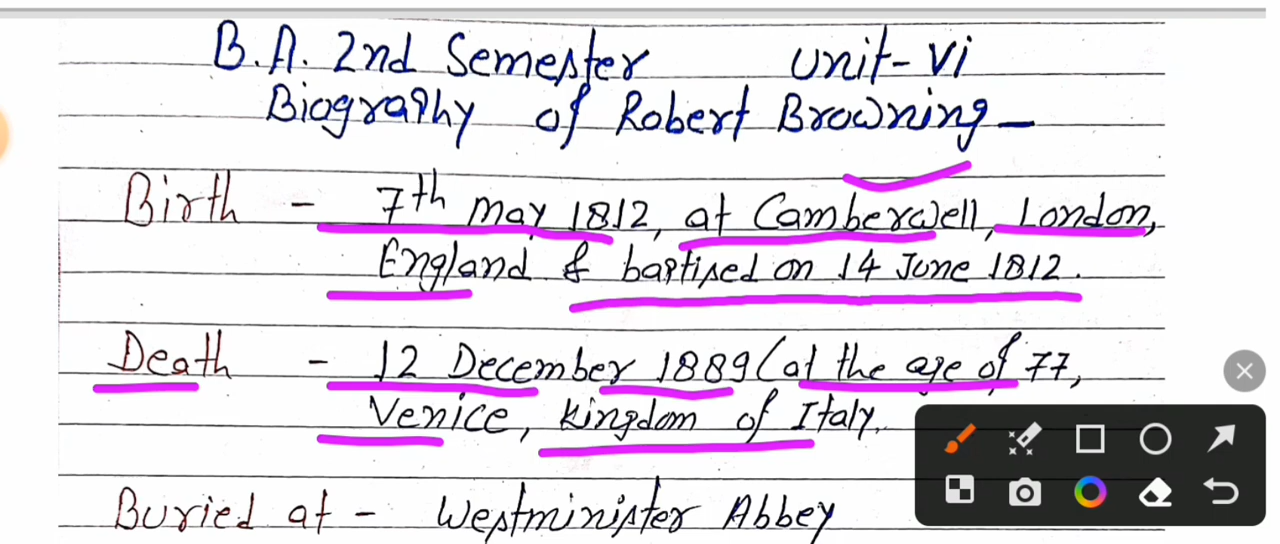 B.A. 2nd Semester Unit-Vi
Biography of Robert Browning -
Birth - 7th May 1812, at Camberwell, London,
England & baptised on 14 June 1812.
Death - 12 December 1889 (at the age of 77,
Venice, Kingdom of Italy.
Buried at - Westminister Abbey